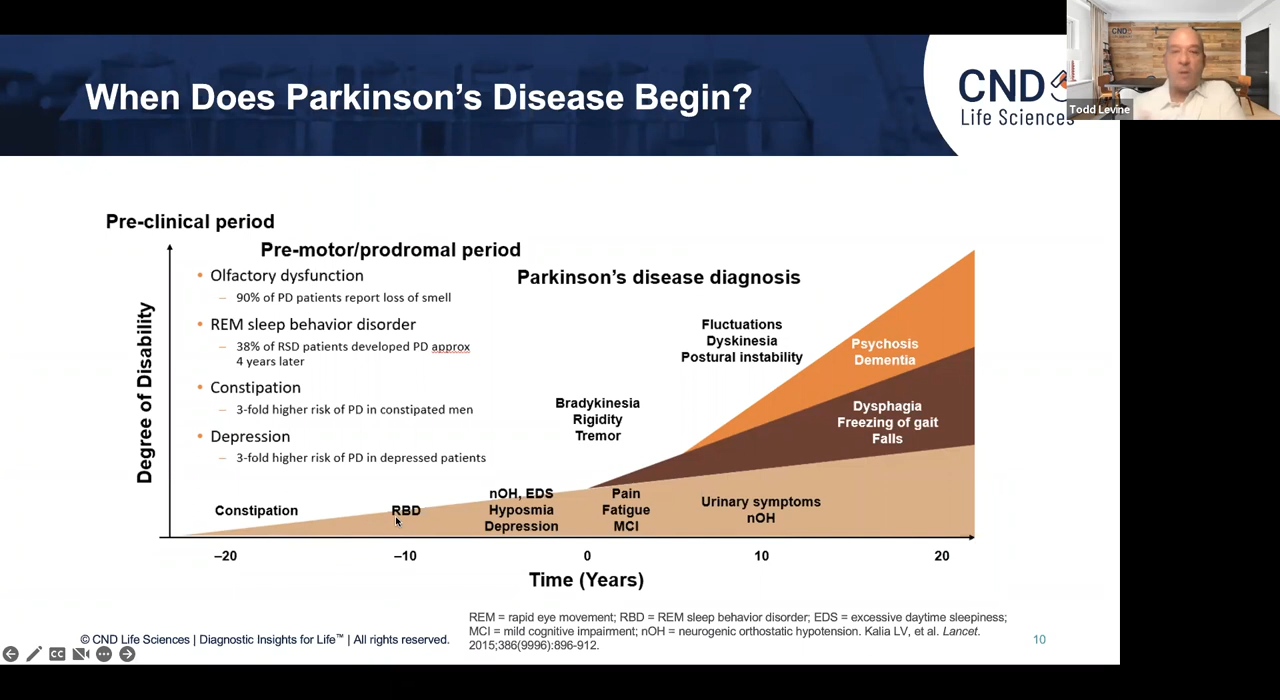 When Does Parkinson's Disease Begin?
CND
Life Sciences
CND
Todd Levine
Pre-clinical period
Pre-motor/prodromal period
• Olfactory dysfunction
– 90% of PD patients report loss of smell
• REM sleep behavior disorder
– 38% of RSD patients developed PD approx
4 years later
• Constipation
– 3-fold higher risk of PD in constipated men
• Depression
– 3-fold higher risk of PD in depressed patients
Parkinson's disease diagnosis
Fluctuations
Dyskinesia
Postural instability
Bradykinesia
Rigidity
Tremor
Psychosis
Dementia
Dysphagia
Freezing of gait
Falls
Degree of Disability
Constipation
RBD
nOH, EDS
Hyposmia
Depression
Pain
Fatigue
MCI
Urinary symptoms
nOH
–20
–10
0
10
20
Time (Years)
REM = rapid eye movement; RBD = REM sleep behavior disorder; EDS = excessive daytime sleepiness;
MCI = mild cognitive impairment; nOH = neurogenic orthostatic hypotension. Kalia LV, et al. Lancet.
2015;386(9996):896-912.
© CND Life Sciences | Diagnostic Insights for Life™ | All rights reserved.
10
CC